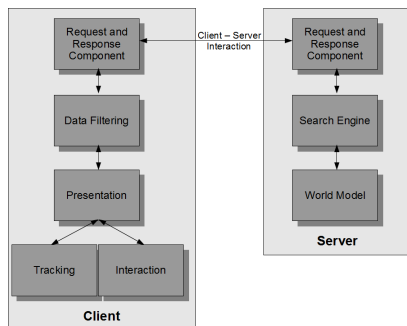 Request and
Response
Component
Client – Server
Interaction
Request and
Response
Component
Data Filtering
Search Engine
Presentation
World Model
Server
Tracking
Interaction
Client